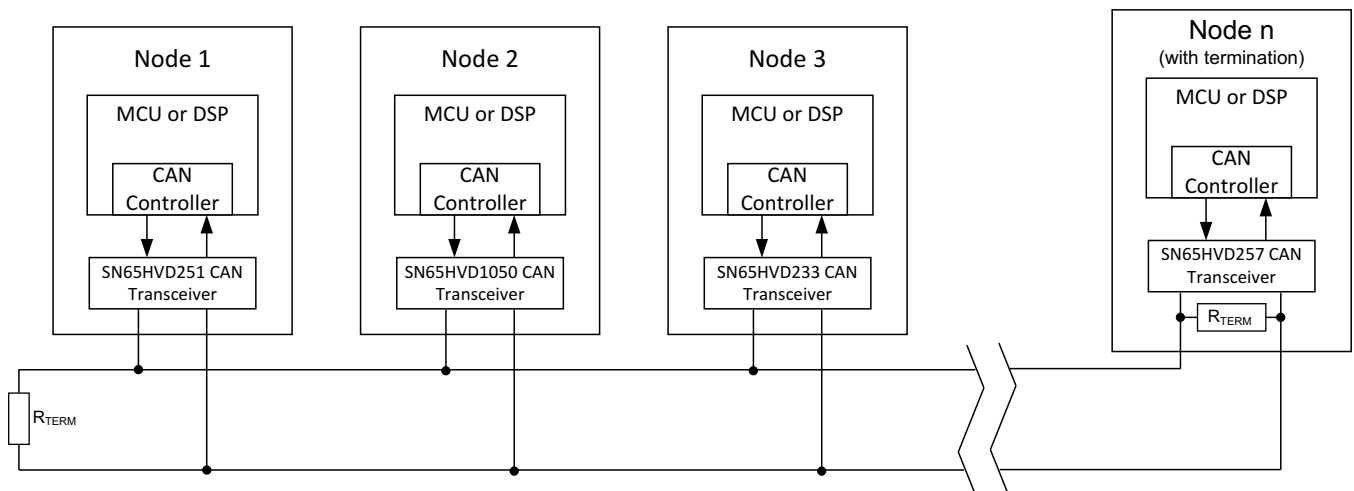 Node 1
MCU or DSP
CAN
Controller
SN65HVD251 CAN
Transceiver
Node 2
MCU or DSP
CAN
Controller
SN65HVD1050 CAN
Transceiver
Node 3
MCU or DSP
CAN
Controller
SN65HVD233 CAN
Transceiver
Node n
(with termination)
MCU or DSP
CAN
Controller
SN65HVD257 CAN
Transceiver
RTERM
RTERM